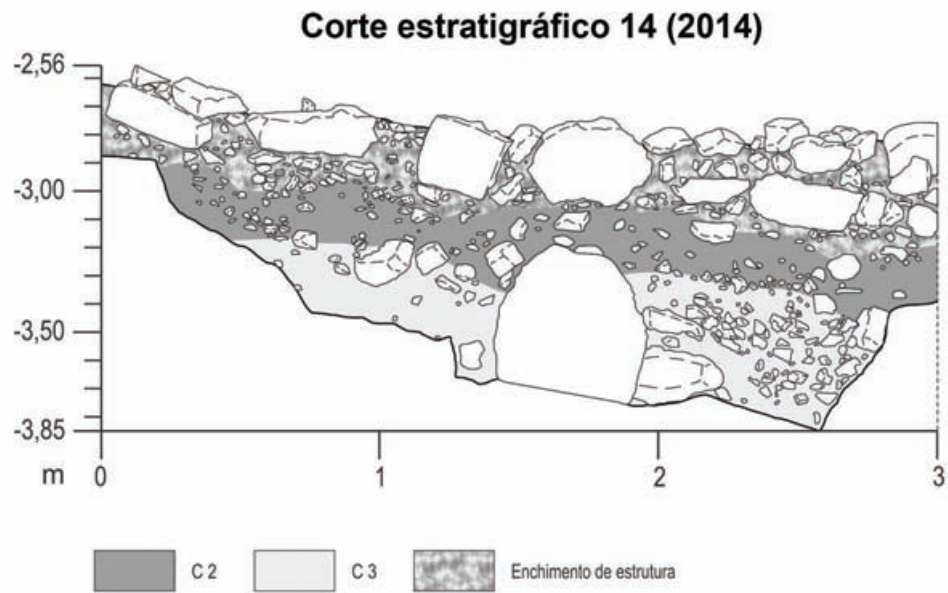 Corte estratigráfico 14 (2014)
-2,56
-3,00
-3,50
-3,85
m 0 1 2 3
C 2 C 3 Enchimento de estrutura